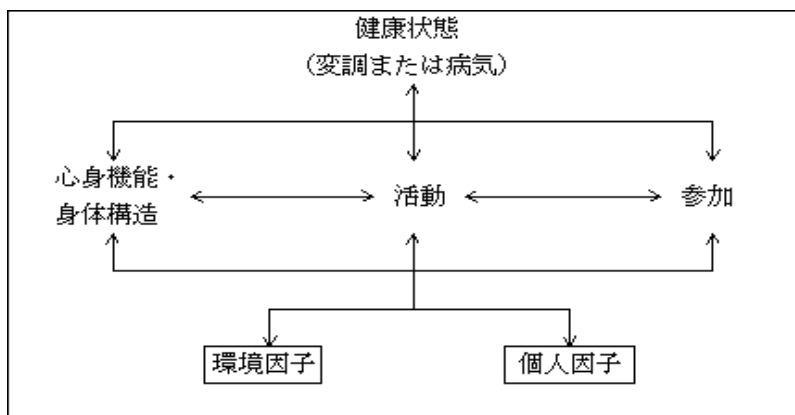 健康状態
（変調または病気）
心身機能・
身体構造
活動
参加
環境因子
個人因子